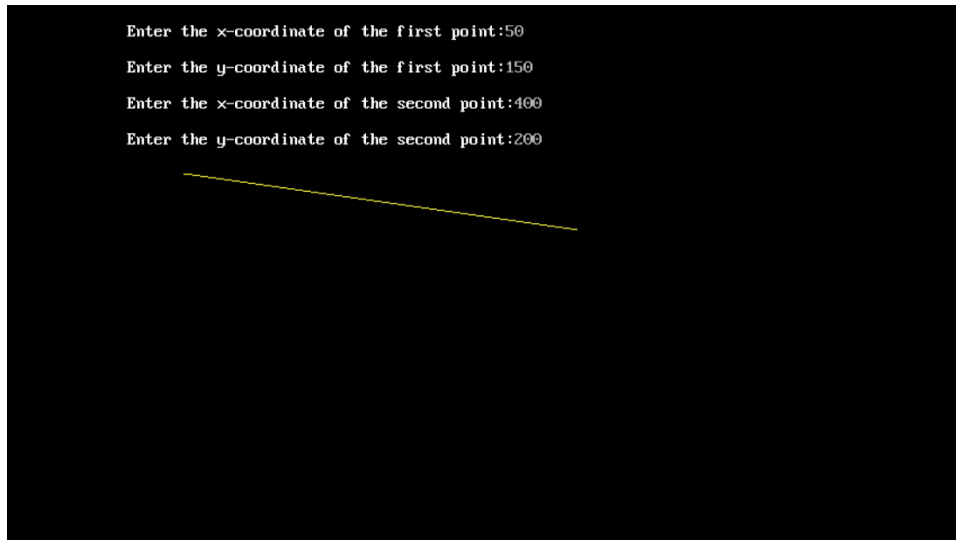 Enter the x-coordinate of the first point:50
Enter the y-coordinate of the first point:150
Enter the x-coordinate of the second point:400
Enter the y-coordinate of the second point:200